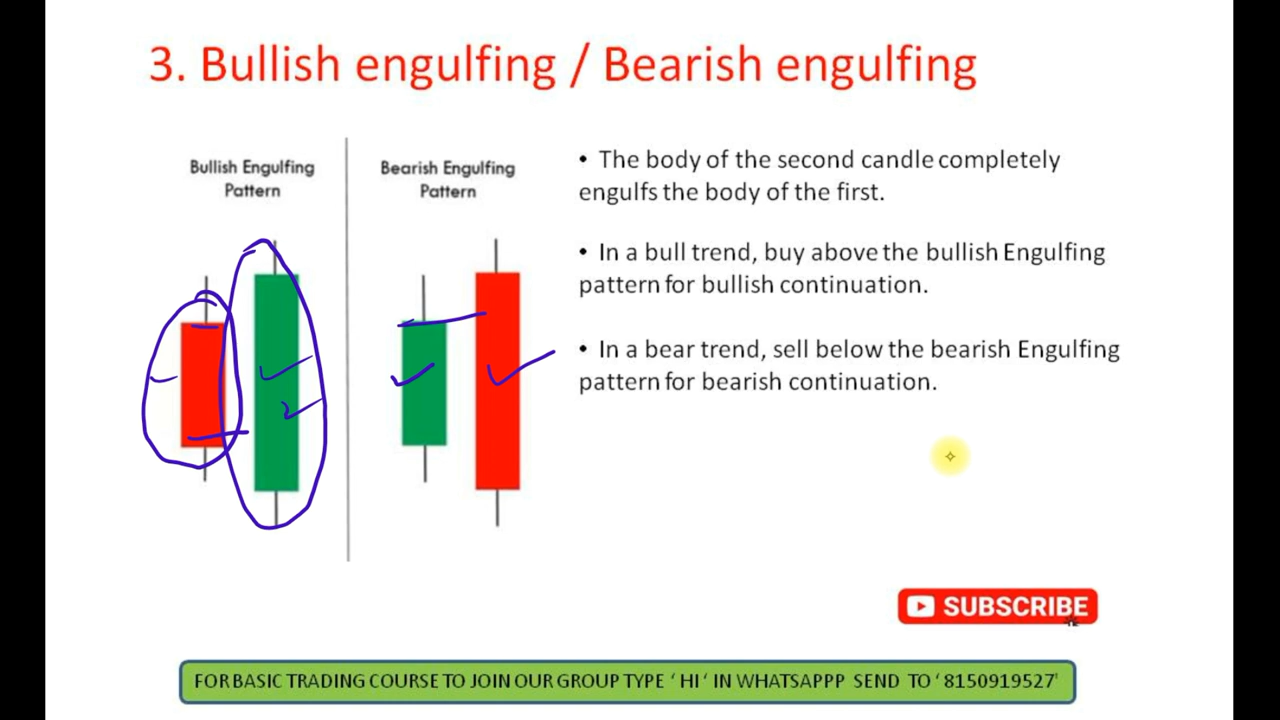 3. Bullish engulfing / Bearish engulfing
Bullish Engulfing
Pattern
Bearish Engulfing
Pattern
• The body of the second candle completely
engulfs the body of the first.
• In a bull trend, buy above the bullish Engulfing
pattern for bullish continuation.
• In a bear trend, sell below the bearish Engulfing
pattern for bearish continuation.
SUBSCRIBE
FOR BASIC TRADING COURSE TO JOIN OUR GROUP TYPE ‘ HI ‘ IN WHATSAPPP SEND TO ‘ 8150919527’